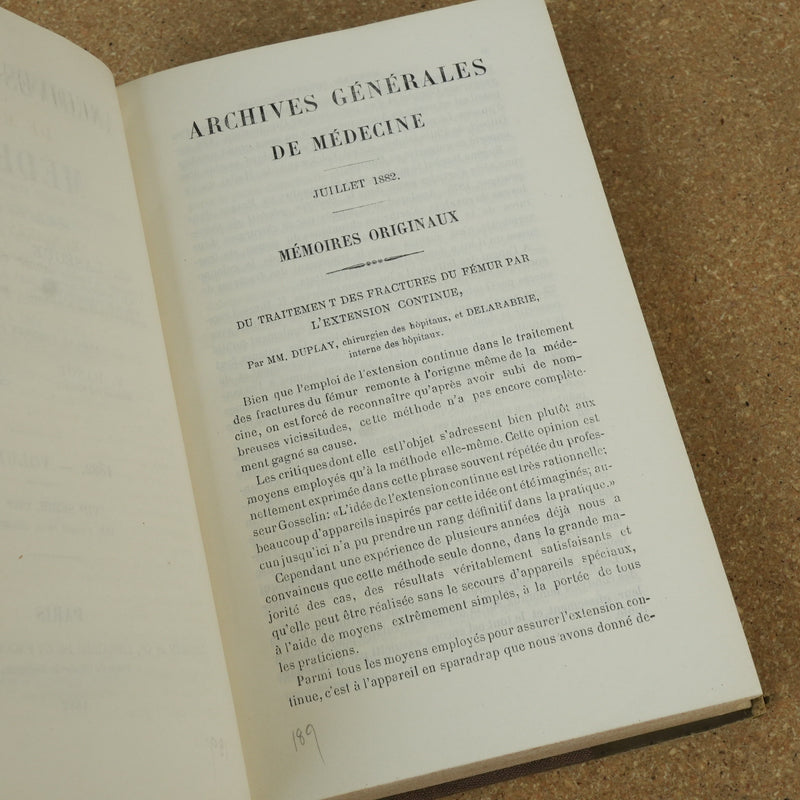 ARCHIVES GÉNÉRALES
DE MÉDECINE
JUILLET 1882.
MÉMOIRES ORIGINAUX
DU TRAITEMENT DES FRACTURES DU FÉMUR PAR
L'EXTENSION CONTINUE,
Par MM. DUPLAY, chirurgien des hôpitaux, et DELARABRIE,
interne des hôpitaux.
Bien que l'emploi de l'extension continue dans le traitement
des fractures du fémur remonte à l'origine même de la méde-
cine, on est forcé de reconnaître qu'après avoir subi de nom-
breuses vicissitudes, cette méthode n'a pas encore complète-
ment gagné sa cause.
Les critiques dont elle est l'objet s'adressent bien plutôt aux
moyens employés qu'à la méthode elle-même. Cette opinion est
nettement exprimée dans cette phrase souvent répétée du profes-
seur Gosselin: «L'idée de l'extension continue est très rationnelle;
beaucoup d'appareils inspirés par cette idée ont été imaginés; au-
cun jusqu'ici n'a pu prendre un rang définitif dans la pratique.»
Cependant une expérience de plusieurs années déjà nous a
convaincus que cette méthode seule donne, dans la grande ma-
jorité des cas, des résultats véritablement satisfaisants et
qu'elle peut être réalisée sans le secours d'appareils spéciaux,
à l'aide de moyens extrêmement simples, à la portée de tous
les praticiens.
Parmi tous les moyens employés pour assurer l'extension con-
tinue, c'est à l'appareil en sparadrap que nous avons donné de-
189